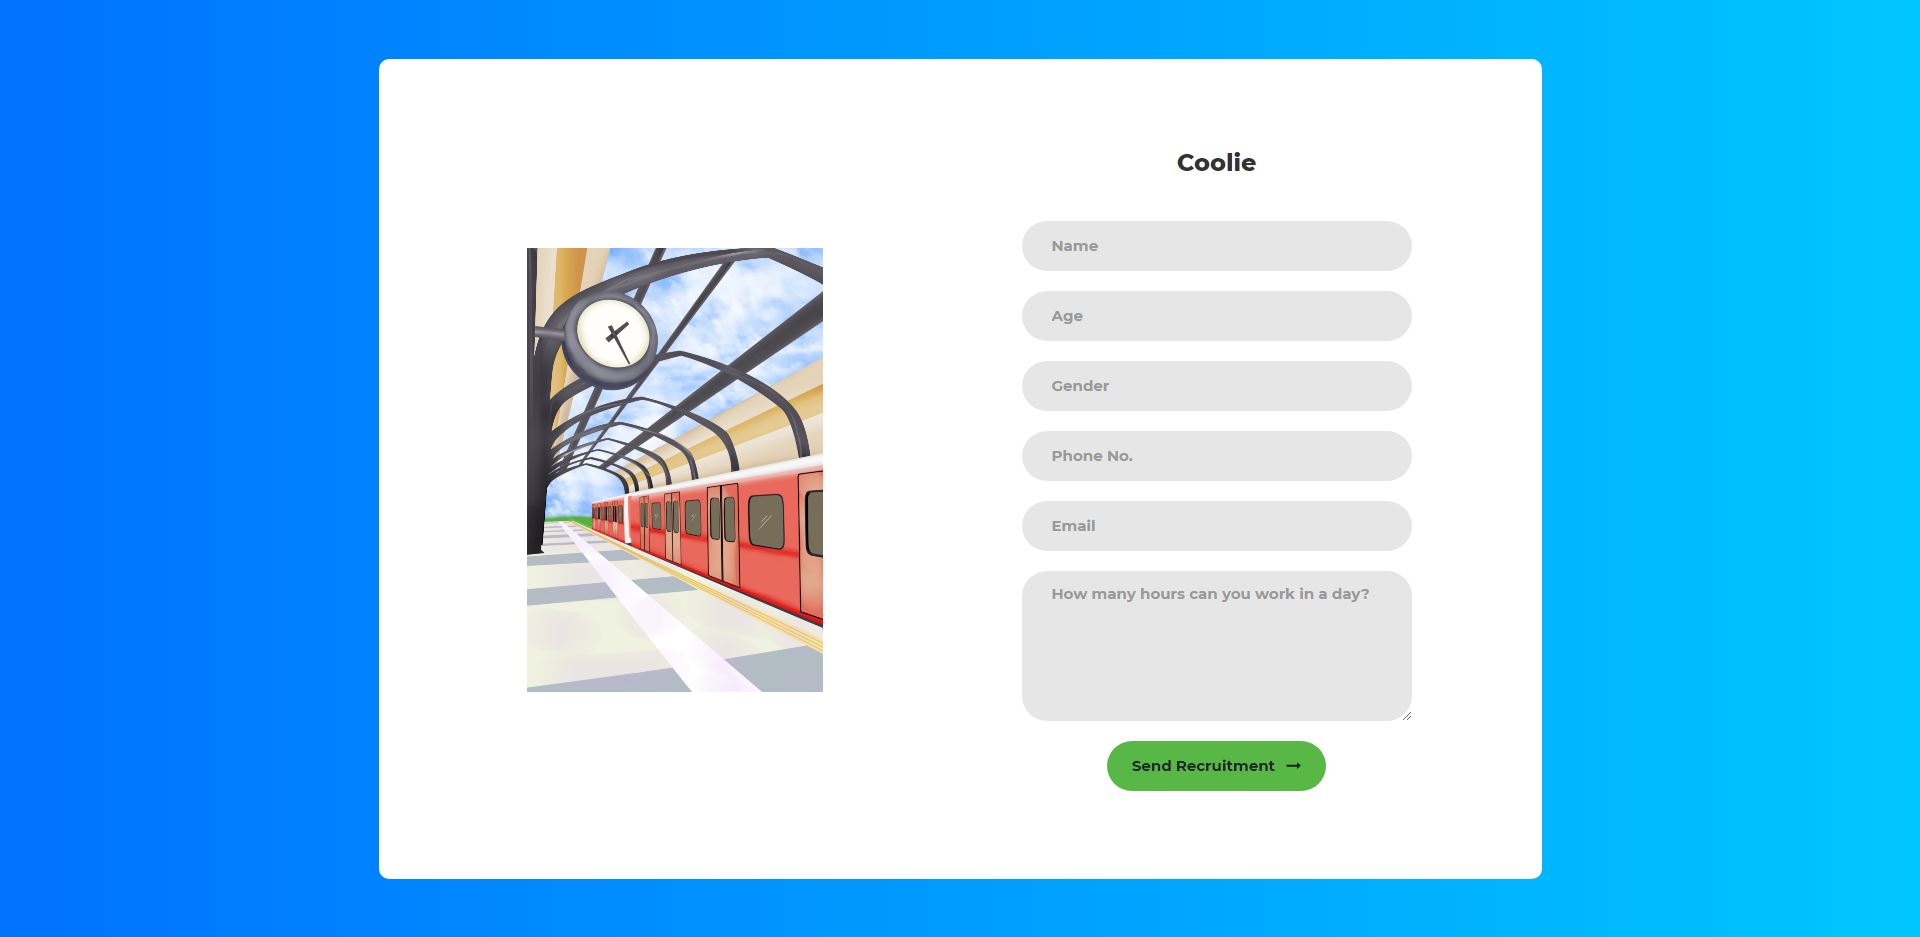 Coolie
Name
Age
Gender
Phone No.
Email
How many hours can you work in a day?
Send Recruitment →